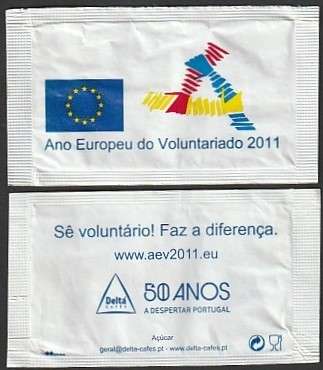 Ano Europeu do Voluntariado 2011
Sê voluntário! Faz a diferença.
www.aev2011.eu
Delta
CAFÉS
50 ANOS
A DESPERTAR PORTUGAL
Açúcar
geral@delta-cafes.pt - www.delta-cafes.pt